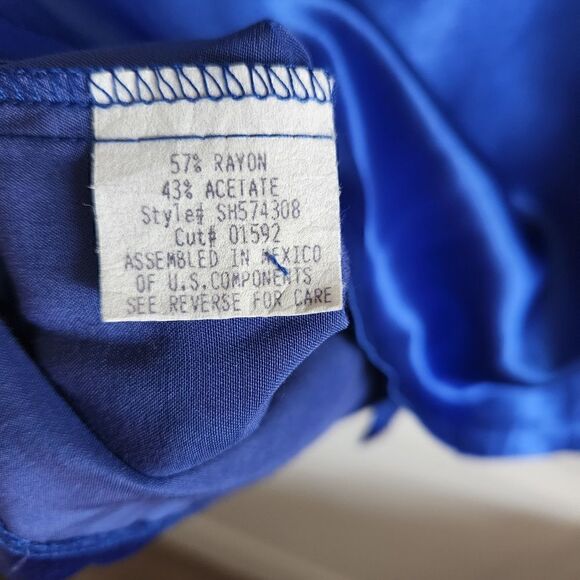 57% RAYON
43% ACETATE
Style# SH574308
Cut# 01592
ASSEMBLED IN MEXICO
OF U.S.COMPONENTS
SEE REVERSE FOR CARE